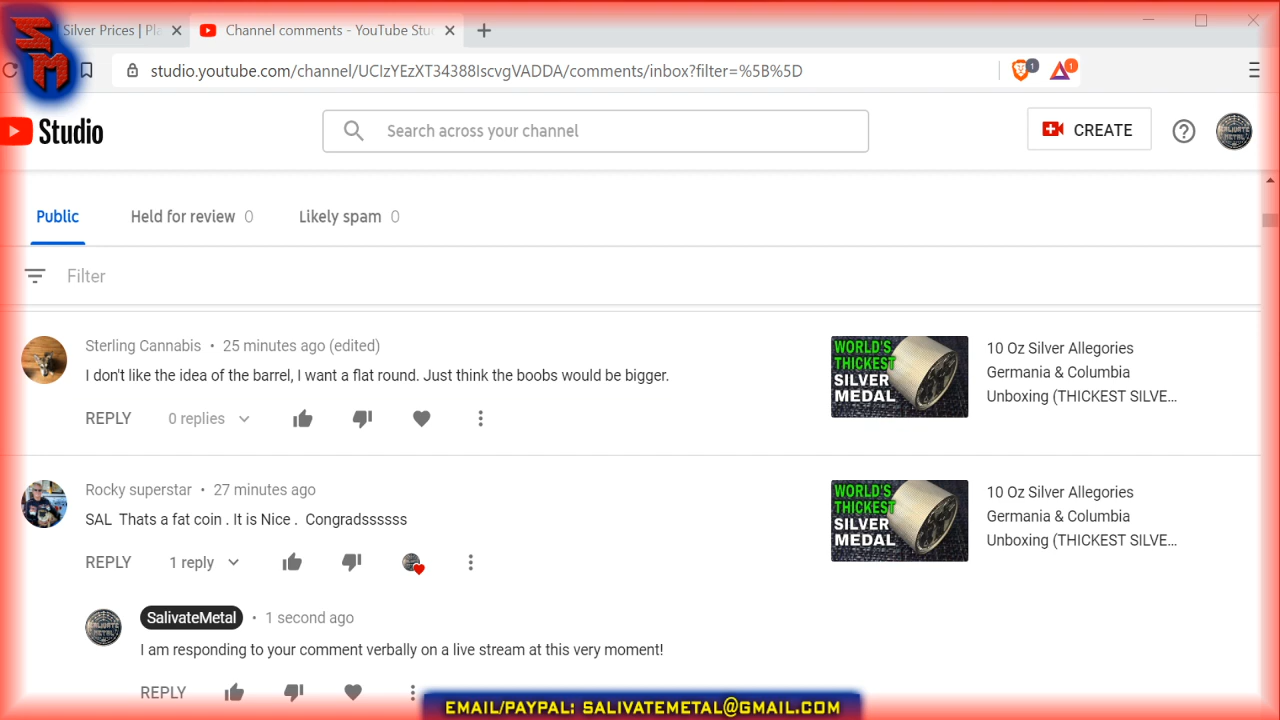 SM
Silver Prices | Pla
Channel comments - YouTube Stu
studio.youtube.com/channel/UCIzYEzXT34388IscvgVADDA/comments/inbox?filter=%5B%5D
1
1
Studio
Search across your channel
CREATE
Public
Held for review 0
Likely spam 0
Filter
Sterling Cannabis • 25 minutes ago (edited)
I don't like the idea of the barrel, I want a flat round. Just think the boobs would be bigger.
REPLY
0 replies
WORLD'S
THICKEST
SILVER
MEDAL
10 Oz Silver Allegories
Germania & Columbia
Unboxing (THICKEST SILVE...
Rocky superstar • 27 minutes ago
SAL Thats a fat coin . It is Nice . Congradssssss
REPLY
1 reply
WORLD'S
THICKEST
SILVER
MEDAL
10 Oz Silver Allegories
Germania & Columbia
Unboxing (THICKEST SILVE...
SalivateMetal • 1 second ago
I am responding to your comment verbally on a live stream at this very moment!
REPLY
EMAIL/PAYPAL: SALIVATEMETAL@GMAIL.COM